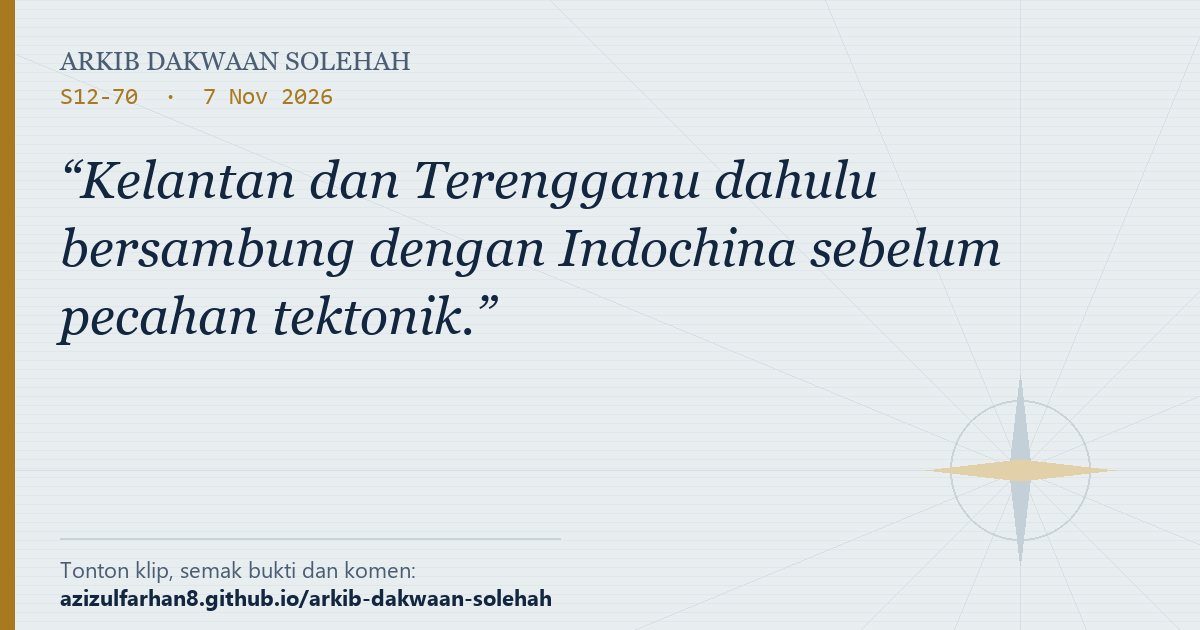 ARKIB DAKWAAN SOLEHAH
S12-70 · 7 Nov 2026
“Kelantan dan Terengganu dahulu
bersambung dengan Indochina sebelum
pecahan tektonik.”
Tonton klip, semak bukti dan komen:
azizulfarhan8.github.io/arkib-dakwaan-solehah